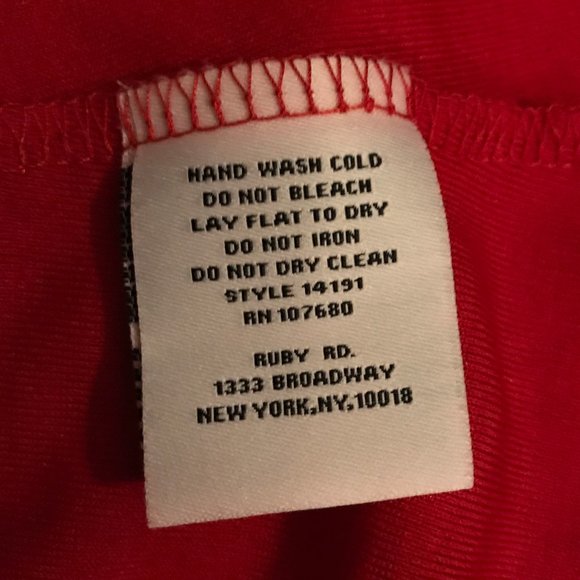 HAND WASH COLD
DO NOT BLEACH
LAY FLAT TO DRY
DO NOT IRON
DO NOT DRY CLEAN
STYLE 14191
RN 107680
RUBY RD.
1333 BROADWAY
NEW YORK,NY,10018